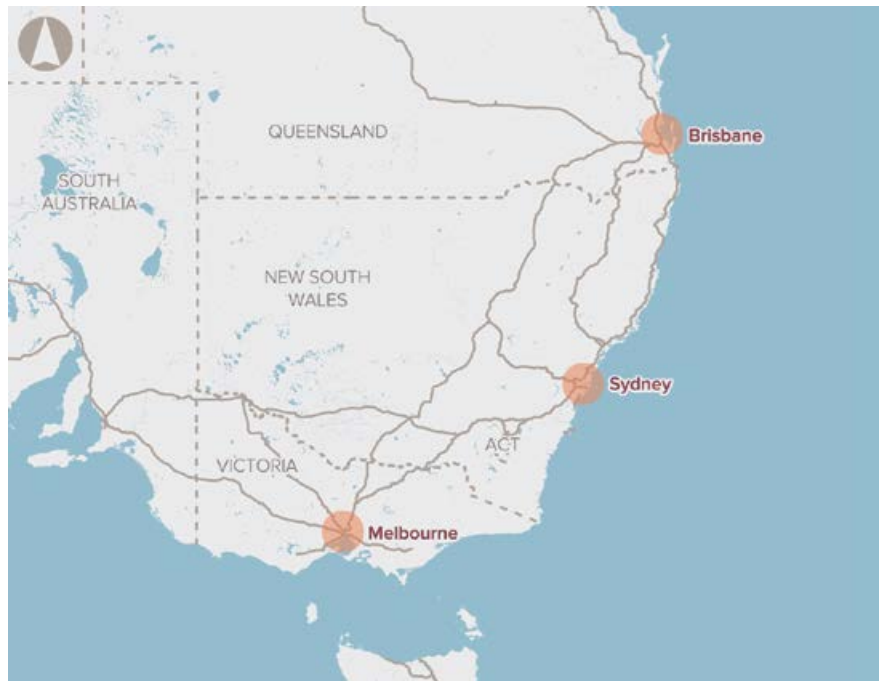 QUEENSLAND
Brisbane
SOUTH
AUSTRALIA
NEW SOUTH
WALES
Sydney
ACT
VICTORIA
Melbourne